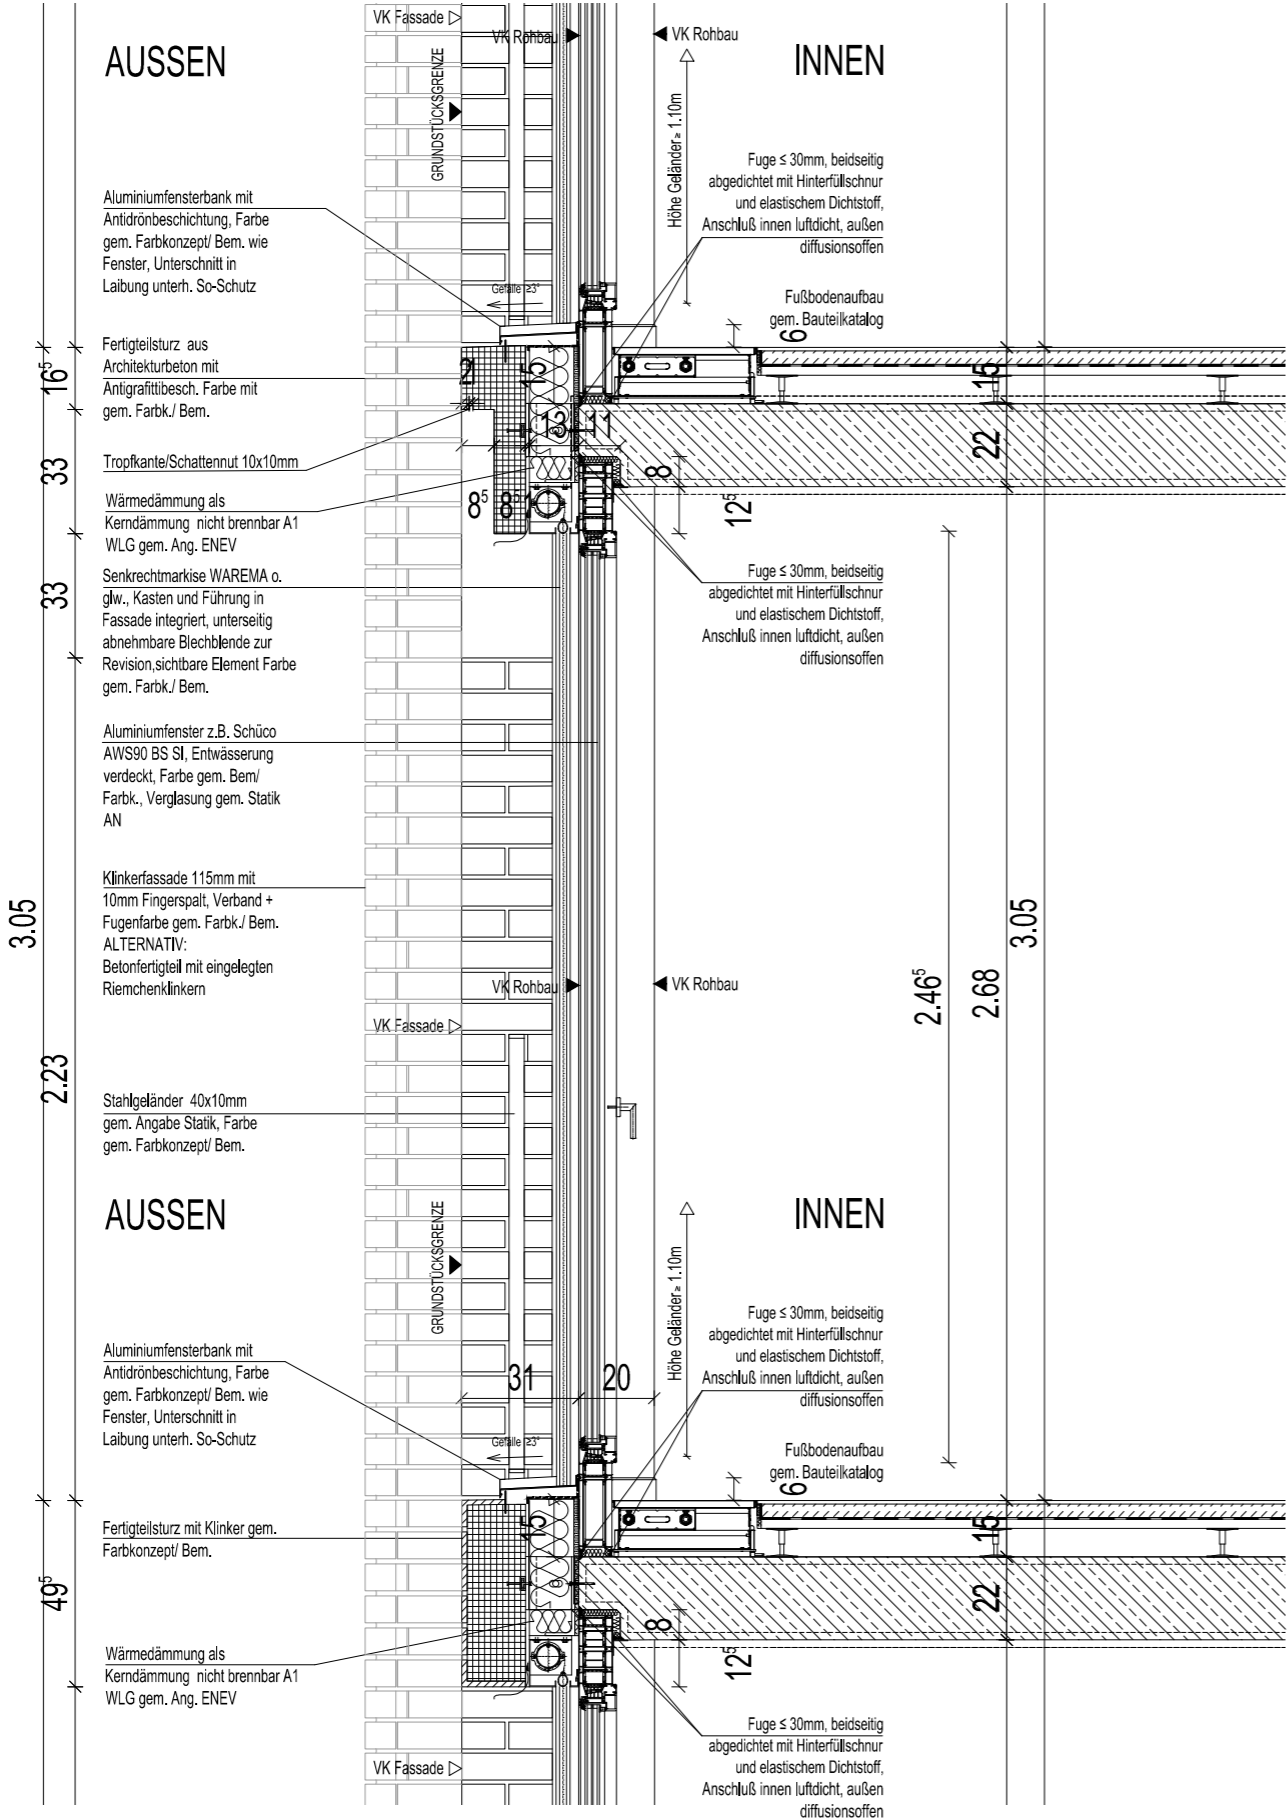 VK Fassade
VK Rohbau
VK Rohbau
AUSSEN
INNEN
GRUNDSTÜCKSGRENZE
Höhe Geländer ≥ 1.10m
Fuge ≤ 30mm, beidseitig
abgedichtet mit Hinterfüllschnur
und elastischem Dichtstoff,
Anschluß innen luftdicht, außen
diffusionsoffen
Aluminiumfensterbank mit
Antidrönbeschichtung, Farbe
gem. Farbkonzept/ Bem. wie
Fenster, Unterschnitt in
Laibung unterh. So-Schutz
Gefälle ≥3°
Fußbodenaufbau
gem. Bauteilkatalog
6
Fertigteilsturz aus
Architekturbeton mit
Antigrafittibesch. Farbe mit
gem. Farbk./ Bem.
16⁵
2
15
15
Tropfkante/Schattennut 10x10mm
33
13
11
22
8
Wärmedämmung als
Kerndämmung nicht brennbar A1
WLG gem. Ang. ENEV
8⁵
8⁵
1
12⁵
Senkrechtmarkise WAREMA o.
glw., Kasten und Führung in
Fassade integriert, unterseitig
abnehmbare Blechblende zur
Revision,sichtbare Element Farbe
gem. Farbk./ Bem.
33
Fuge ≤ 30mm, beidseitig
abgedichtet mit Hinterfüllschnur
und elastischem Dichtstoff,
Anschluß innen luftdicht, außen
diffusionsoffen
Aluminiumfenster z.B. Schüco
AWS90 BS SI, Entwässerung
verdeckt, Farbe gem. Bem/
Farbk., Verglasung gem. Statik
AN
Klinkerfassade 115mm mit
10mm Fingerspalt, Verband +
Fugenfarbe gem. Farbk./ Bem.
ALTERNATIV:
Betonfertigteil mit eingelegten
Riemchenklinkern
3.05
3.05
2.46⁵
2.68
VK Rohbau
VK Rohbau
VK Fassade
2.23
Stahlgeländer 40x10mm
gem. Angabe Statik, Farbe
gem. Farbkonzept/ Bem.
AUSSEN
INNEN
GRUNDSTÜCKSGRENZE
Höhe Geländer ≥ 1.10m
Fuge ≤ 30mm, beidseitig
abgedichtet mit Hinterfüllschnur
und elastischem Dichtstoff,
Anschluß innen luftdicht, außen
diffusionsoffen
Aluminiumfensterbank mit
Antidrönbeschichtung, Farbe
gem. Farbkonzept/ Bem. wie
Fenster, Unterschnitt in
Laibung unterh. So-Schutz
31
20
Gefälle ≥3°
Fußbodenaufbau
gem. Bauteilkatalog
6
Fertigteilsturz mit Klinker gem.
Farbkonzept/ Bem.
15
15
49⁵
22
8
Wärmedämmung als
Kerndämmung nicht brennbar A1
WLG gem. Ang. ENEV
12⁵
Fuge ≤ 30mm, beidseitig
abgedichtet mit Hinterfüllschnur
und elastischem Dichtstoff,
Anschluß innen luftdicht, außen
diffusionsoffen
VK Fassade